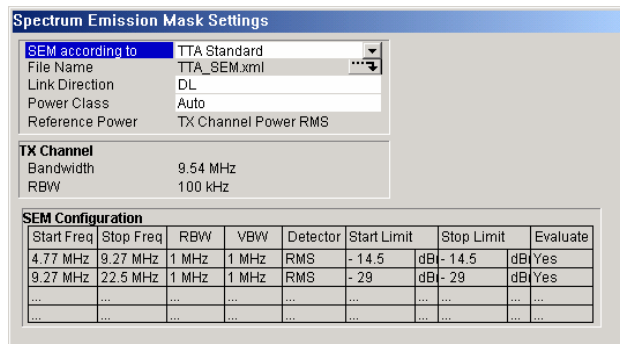 Spectrum Emission Mask Settings
SEM according to TTA Standard
File Name TTA_SEM.xml ...
Link Direction DL
Power Class Auto
Reference Power TX Channel Power RMS
TX Channel
Bandwidth 9.54 MHz
RBW 100 kHz
SEM Configuration
Start Freq Stop Freq RBW VBW Detector Start Limit Stop Limit Evaluate
4.77 MHz 9.27 MHz 1 MHz 1 MHz RMS - 14.5 dB - 14.5 dB Yes
9.27 MHz 22.5 MHz 1 MHz 1 MHz RMS - 29 dB - 29 dB Yes
... ... ... ... ... ... ... ... ... ...
... ... ... ... ... ... ... ... ... ...